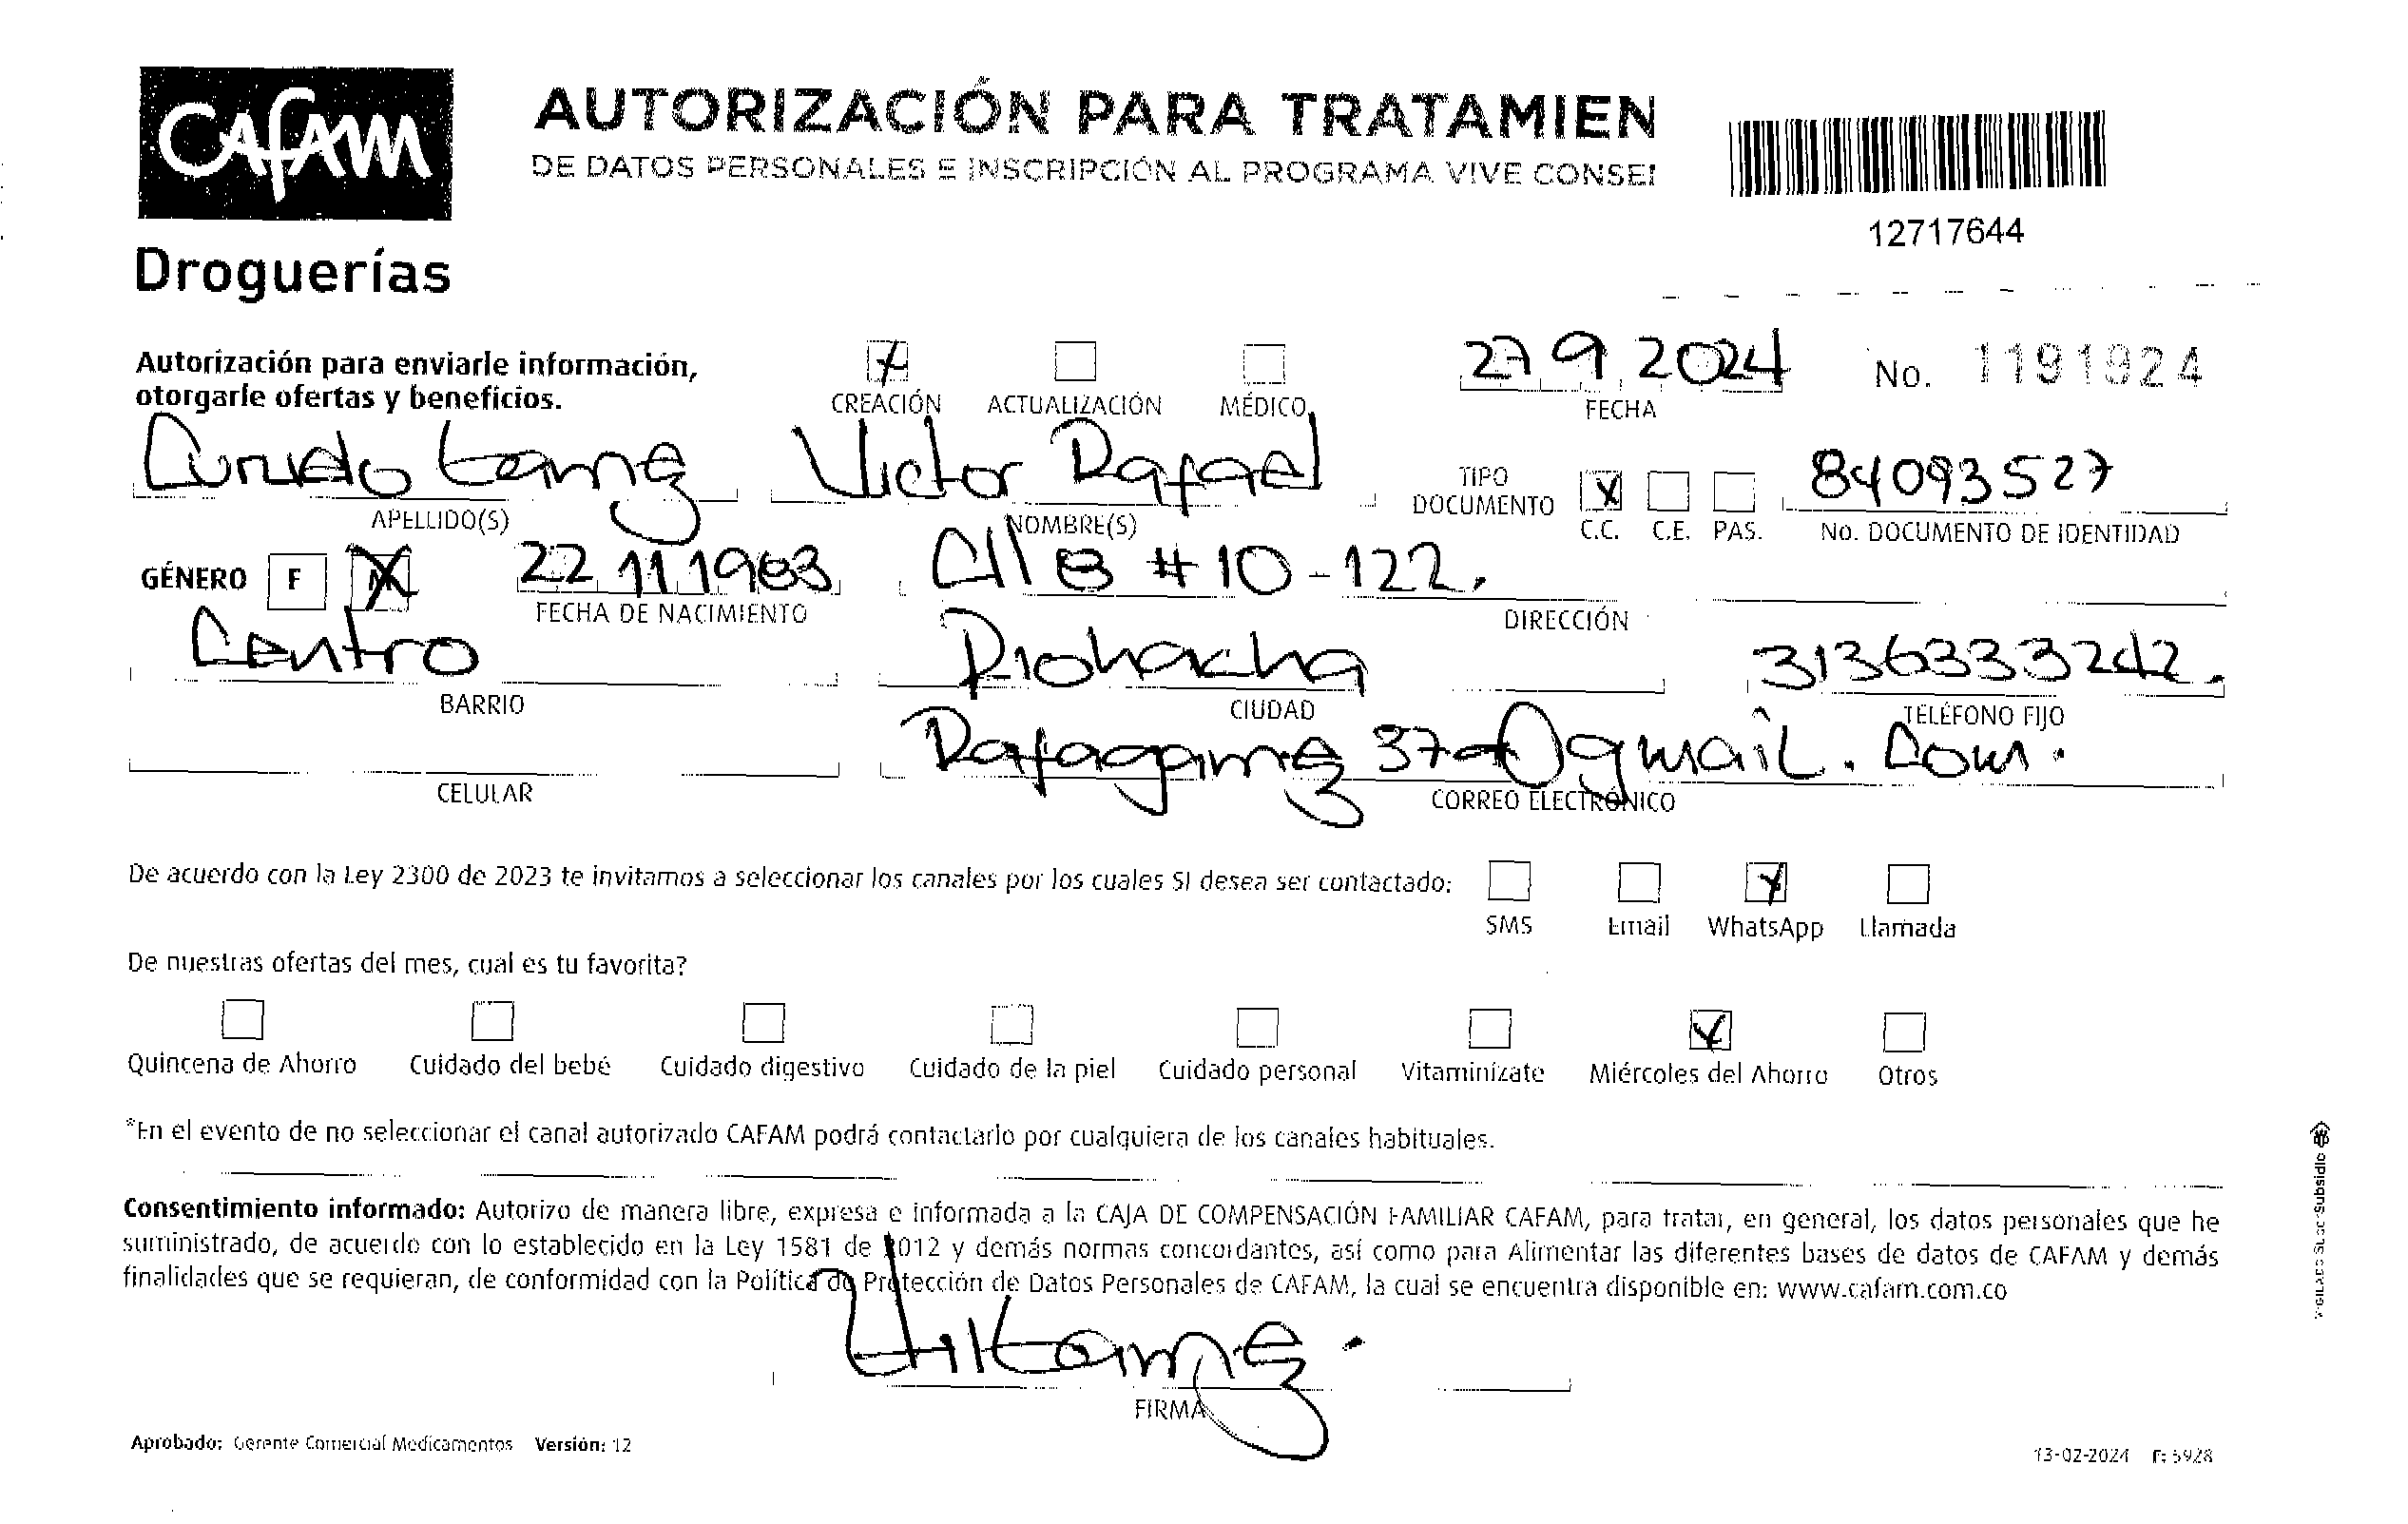 Cafam
AUTORIZACIÓN PARA TRATAMIEN
DE DATOS PERSONALES E INSCRIPCIÓN AL PROGRAMA VIVE CONSEI
12717644
Droguerías
Autorización para enviarle información,
otorgarle ofertas y beneficios.
CREACIÓN ACTUALIZACIÓN MÉDICO
27 9 2024
FECHA
No. 1191924
Victor Rafael
APELLIDO(S) NOMBRE(S)
TIPO DOCUMENTO C.C. C.E. PAS.
84093527
No. DOCUMENTO DE IDENTIDAD
GÉNERO F M 22 11 1983 Cll 8 # 10-122.
FECHA DE NACIMIENTO DIRECCIÓN
Centro Riohacha 3136333242.
BARRIO CIUDAD TELÉFONO FIJO
Rafagamez37@gmail.com.
CELULAR CORREO ELECTRÓNICO
De acuerdo con la Ley 2300 de 2023 te invitamos a seleccionar los canales por los cuales SI desea ser contactado:
SMS Email WhatsApp Llamada
De nuestras ofertas del mes, cual es tu favorita?
Quincena de Ahorro Cuidado del bebé Cuidado digestivo Cuidado de la piel Cuidado personal Vitaminízate Miércoles del Ahorro Otros
*En el evento de no seleccionar el canal autorizado CAFAM podrá contactarlo por cualquiera de los canales habituales.
Consentimiento informado: Autorizo de manera libre, expresa e informada a la CAJA DE COMPENSACIÓN FAMILIAR CAFAM, para tratar, en general, los datos personales que he
suministrado, de acuerdo con lo establecido en la Ley 1581 de 2012 y demás normas concordantes, así como para Alimentar las diferentes bases de datos de CAFAM y demás
finalidades que se requieran, de conformidad con la Política de Protección de Datos Personales de CAFAM, la cual se encuentra disponible en: www.cafam.com.co
FIRMA
Aprobado: Gerente Comercial Medicamentos Versión: 12
13-02-2024 F: 5928
VIGILADO SuperSubsidio